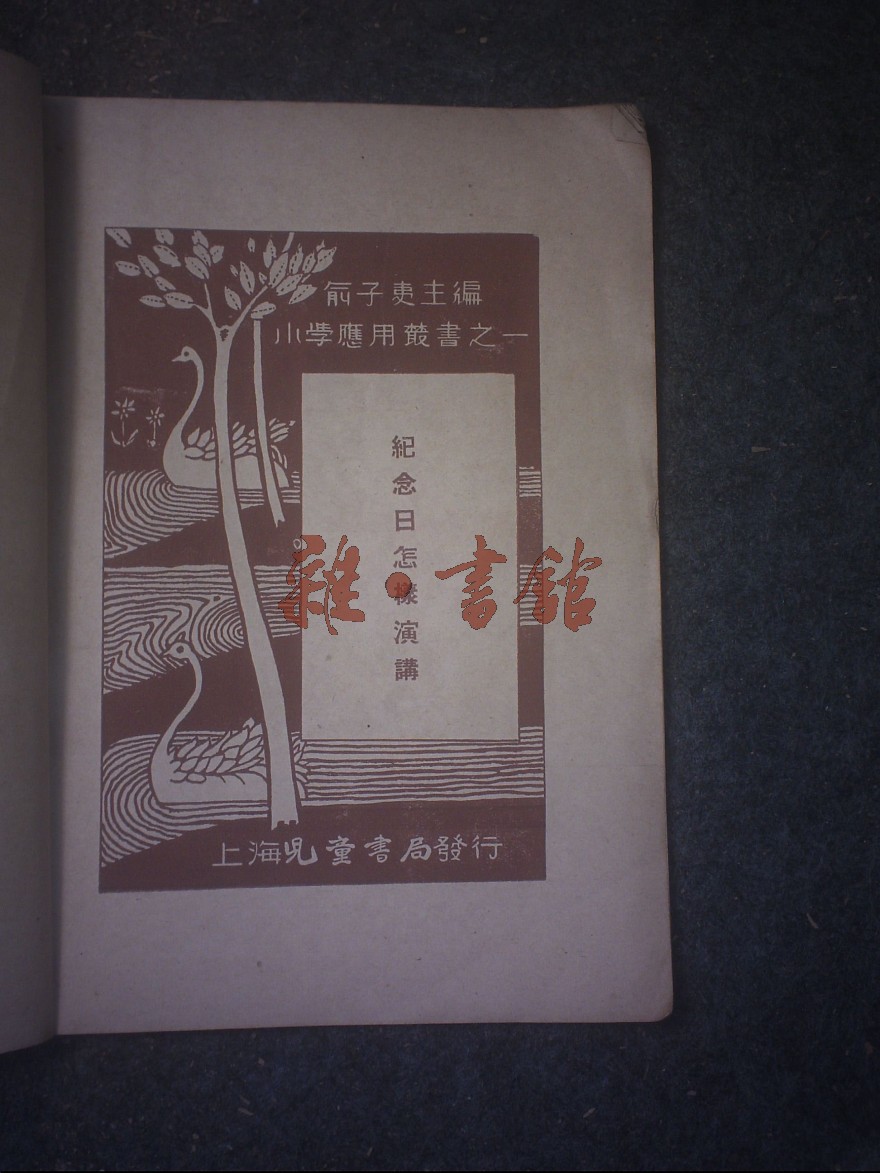 俞子夷主編
小學應用叢書之一
紀念日怎樣演講
雜·書館
上海兒童書局發行